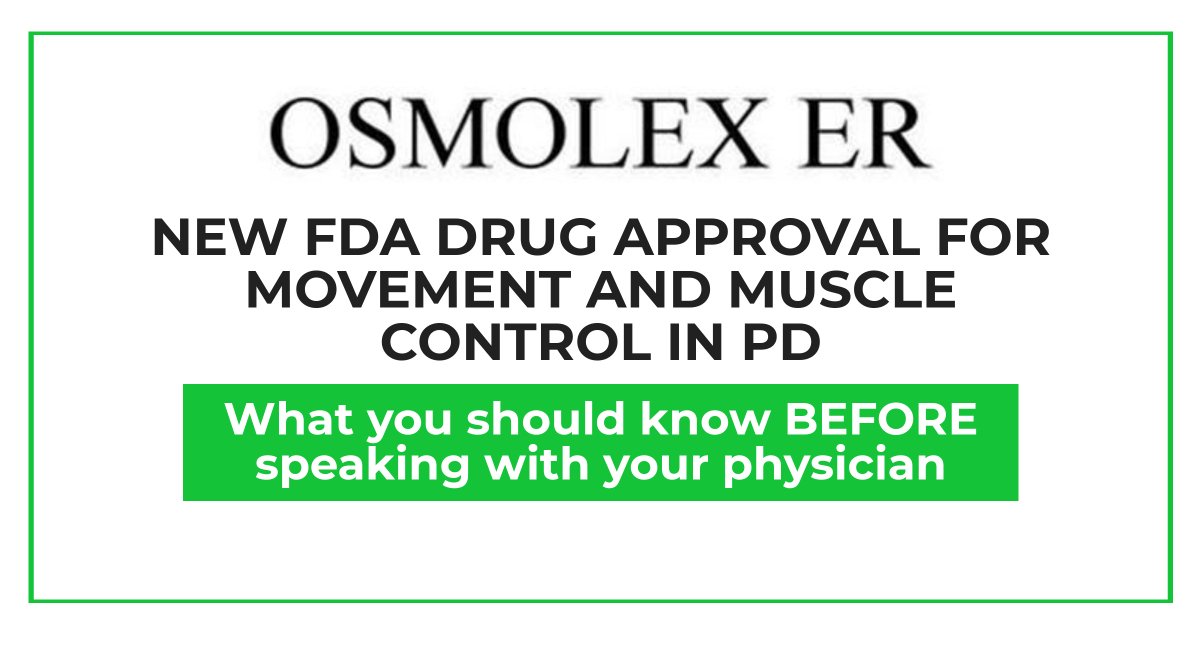 OSMOLEX ER
NEW FDA DRUG APPROVAL FOR
MOVEMENT AND MUSCLE
CONTROL IN PD
What you should know BEFORE
speaking with your physician